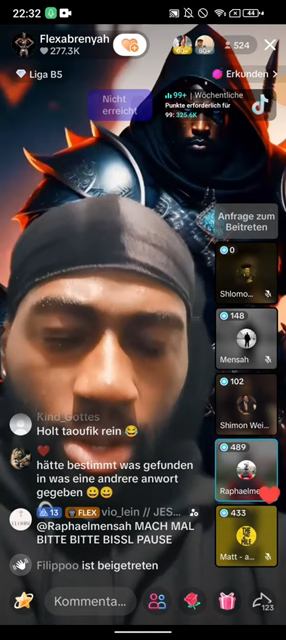 22:32
44
Flexabrenyah
277.3K
60+
80+
524
Liga B5
Erkunden >
Nicht
erreicht
99+ | Wöchentliche
Punkte erforderlich für
99: 325.6K
Anfrage zum
Beitreten
0
Shlomo...
148
Mensah
102
Shimon Wei...
489
Raphaelme
433
Matt - a...
Kind_Gottes
Holt taoufik rein 😂
hätte bestimmt was gefunden
in was eine andrere anwort
gegeben 😀😀
13 FLEX vio_lein // JES...
@Raphaelmensah MACH MAL
BITTE BITTE BISSL PAUSE
Filippoo ist beigetreten
Kommenta...
123